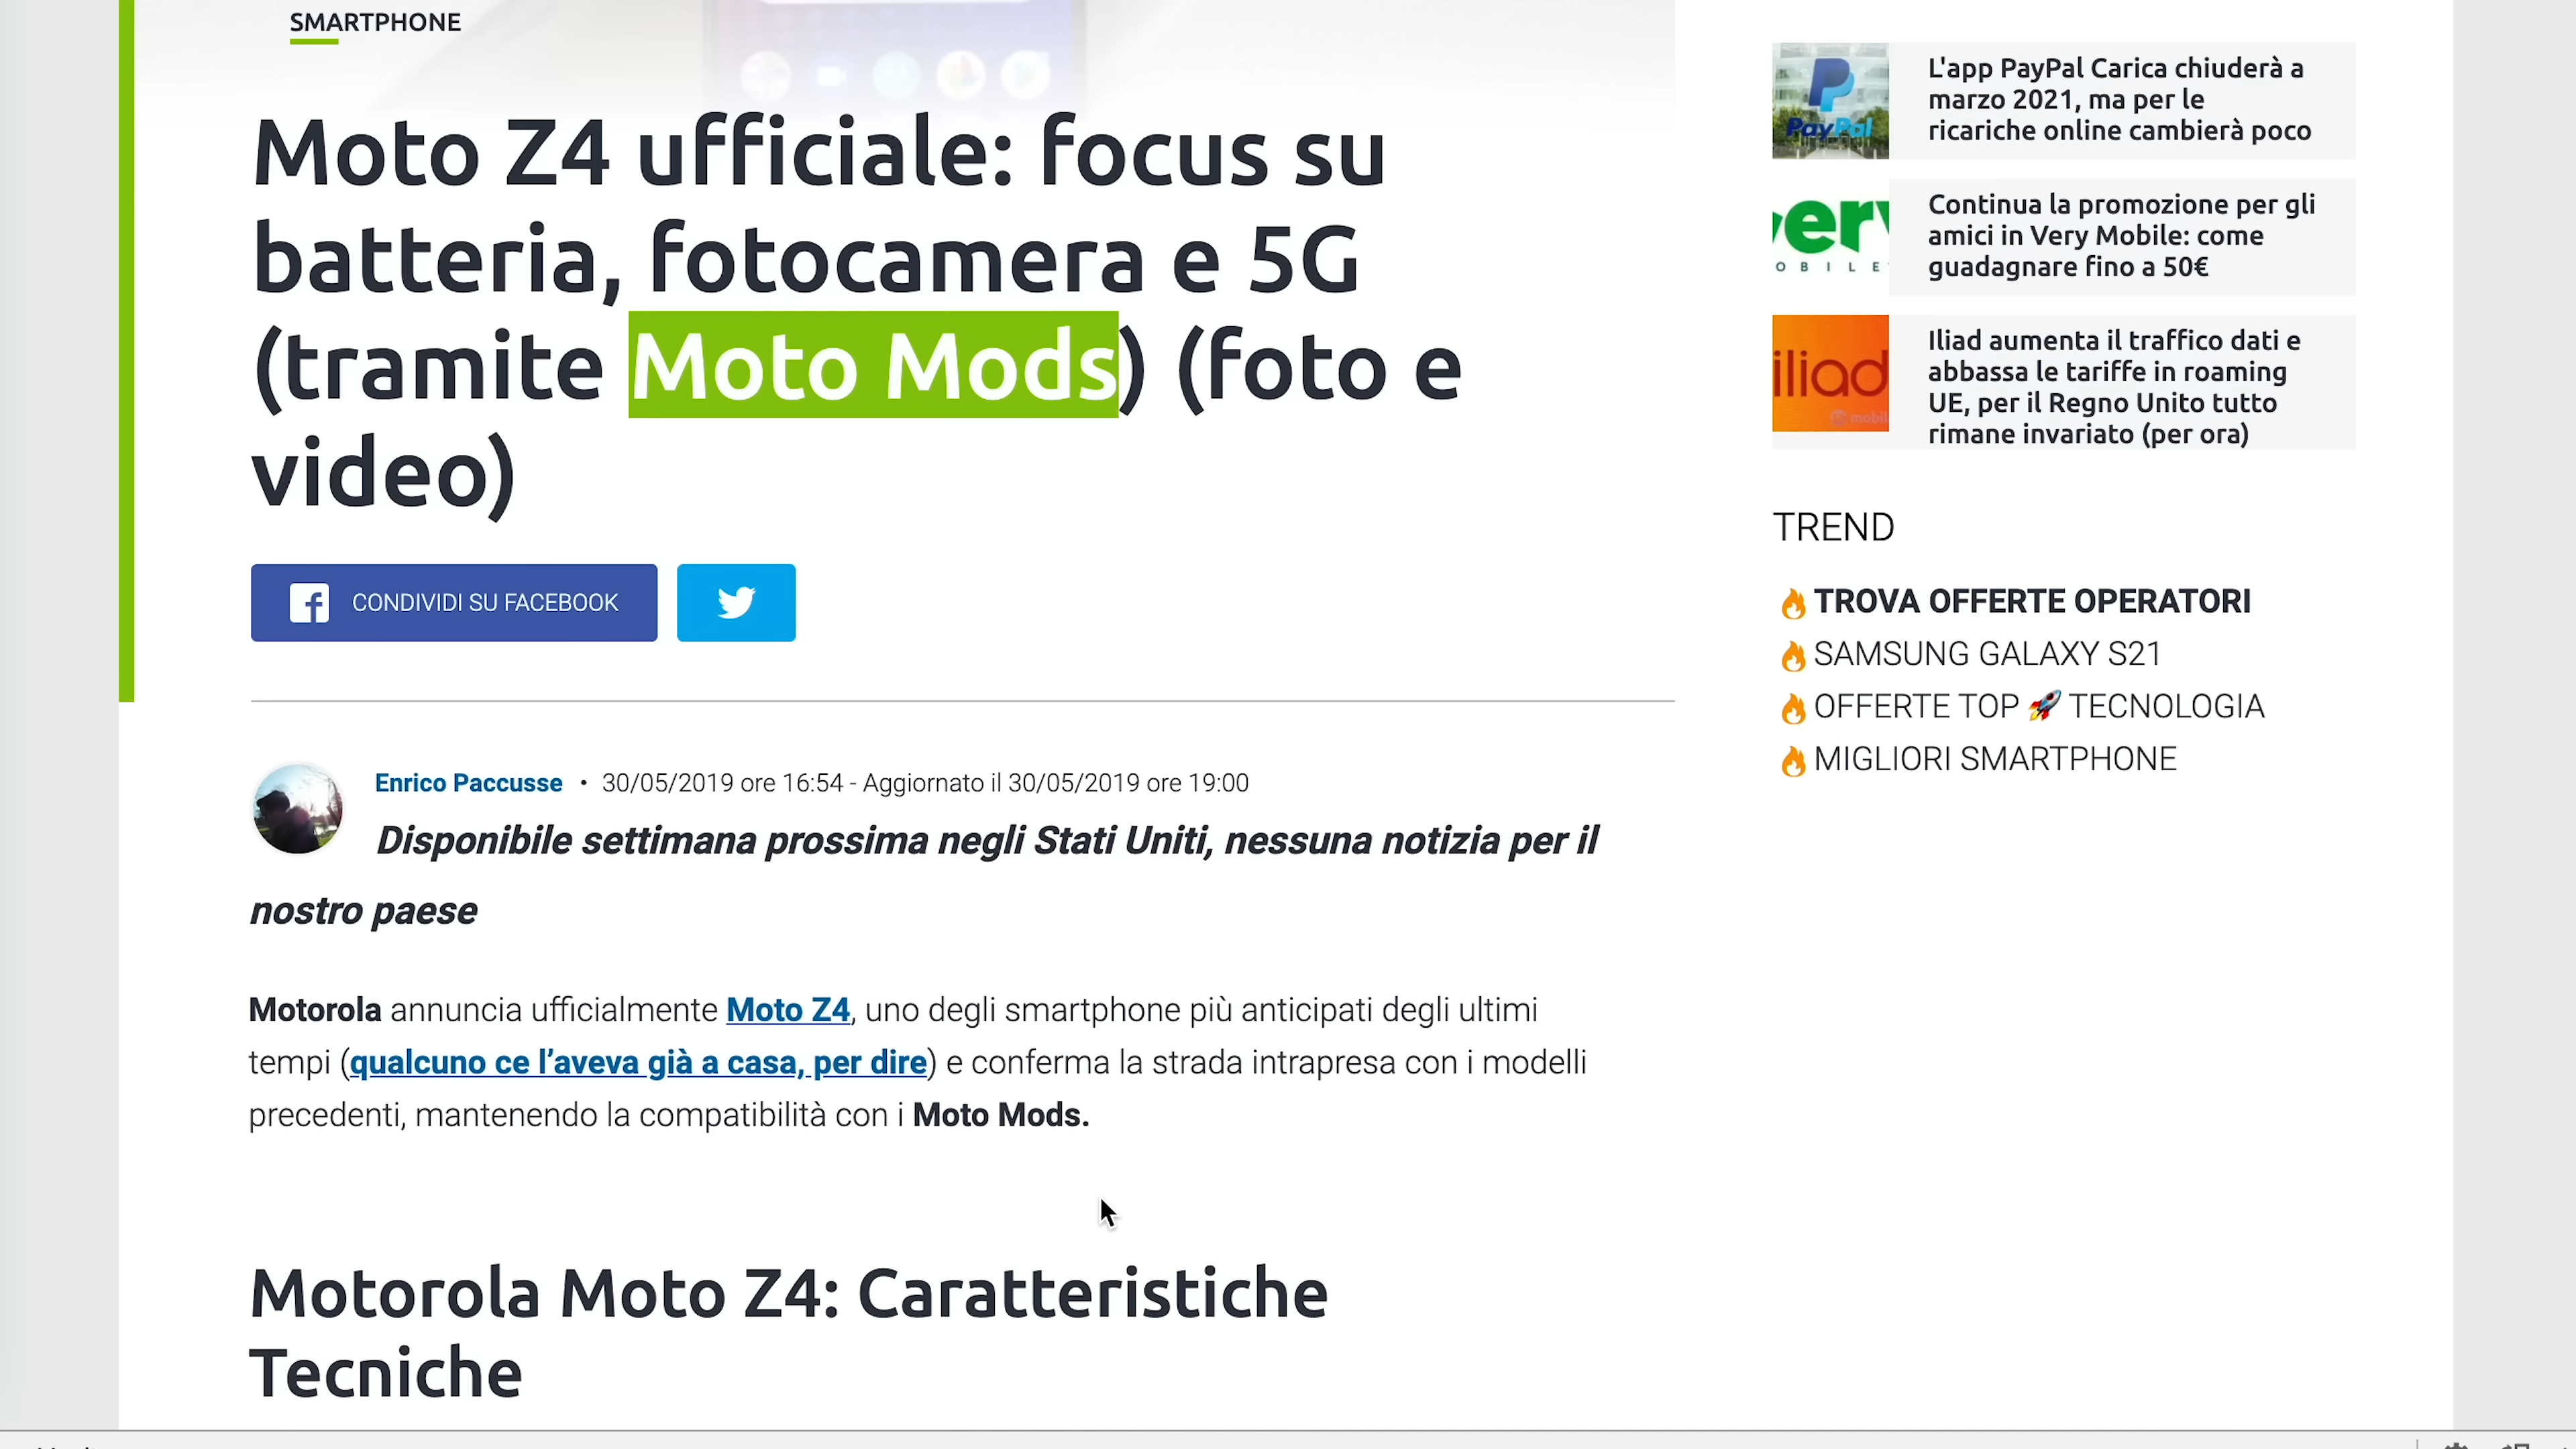 SMARTPHONE
Moto Z4 ufficiale: focus su
batteria, fotocamera e 5G
(tramite Moto Mods) (foto e
video)
CONDIVIDI SU FACEBOOK
Enrico Paccusse • 30/05/2019 ore 16:54 - Aggiornato il 30/05/2019 ore 19:00
Disponibile settimana prossima negli Stati Uniti, nessuna notizia per il
nostro paese
Motorola annuncia ufficialmente Moto Z4, uno degli smartphone più anticipati degli ultimi
tempi (qualcuno ce l’aveva già a casa, per dire) e conferma la strada intrapresa con i modelli
precedenti, mantenendo la compatibilità con i Moto Mods.
Motorola Moto Z4: Caratteristiche
Tecniche
PayPal
L'app PayPal Carica chiuderà a
marzo 2021, ma per le
ricariche online cambierà poco
very
OBILE
Continua la promozione per gli
amici in Very Mobile: come
guadagnare fino a 50€
iliad
mobil
Iliad aumenta il traffico dati e
abbassa le tariffe in roaming
UE, per il Regno Unito tutto
rimane invariato (per ora)
TREND
🔥 TROVA OFFERTE OPERATORI
🔥 SAMSUNG GALAXY S21
🔥 OFFERTE TOP 🚀 TECNOLOGIA
🔥 MIGLIORI SMARTPHONE